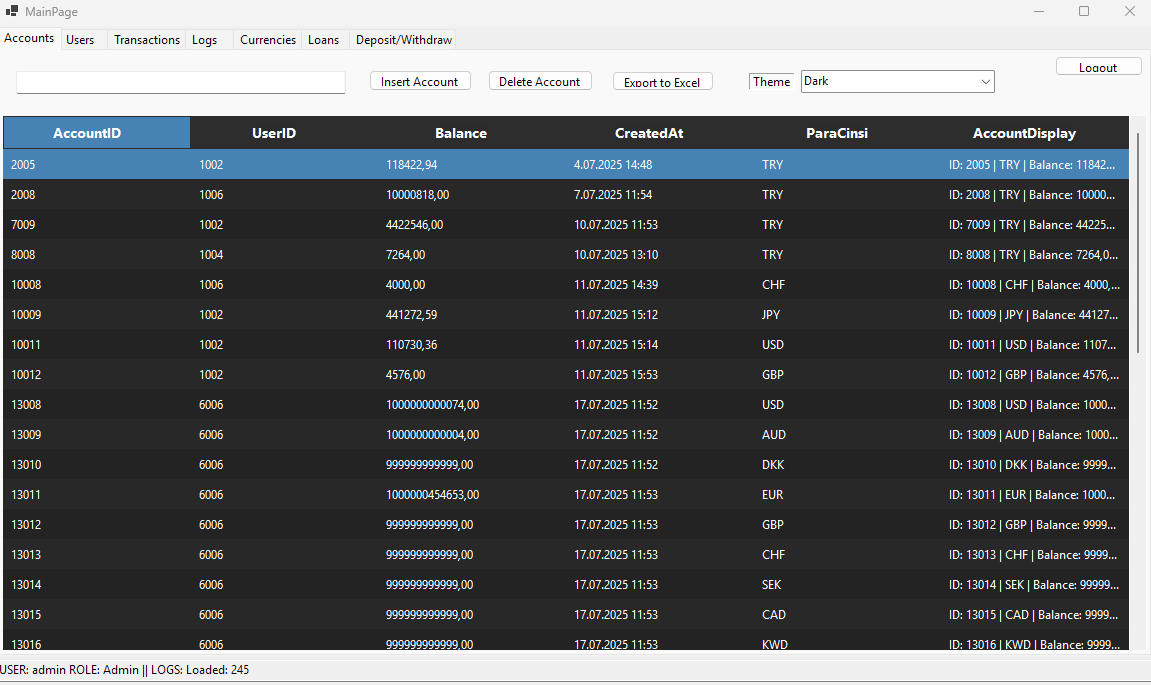 MainPage
Accounts Users Transactions Logs Currencies Loans Deposit/Withdraw
Insert Account Delete Account Export to Excel Theme Dark Logout
AccountID UserID Balance CreatedAt ParaCinsi AccountDisplay
2005 1002 118422,94 4.07.2025 14:48 TRY ID: 2005 | TRY | Balance: 11842...
2008 1006 10000818,00 7.07.2025 11:54 TRY ID: 2008 | TRY | Balance: 10000...
7009 1002 4422546,00 10.07.2025 11:53 TRY ID: 7009 | TRY | Balance: 44225...
8008 1004 7264,00 10.07.2025 13:10 TRY ID: 8008 | TRY | Balance: 7264,0...
10008 1006 4000,00 11.07.2025 14:39 CHF ID: 10008 | CHF | Balance: 4000,...
10009 1002 441272,59 11.07.2025 15:12 JPY ID: 10009 | JPY | Balance: 44127...
10011 1002 110730,36 11.07.2025 15:14 USD ID: 10011 | USD | Balance: 1107...
10012 1002 4576,00 11.07.2025 15:53 GBP ID: 10012 | GBP | Balance: 4576,...
13008 6006 1000000000074,00 17.07.2025 11:52 USD ID: 13008 | USD | Balance: 1000...
13009 6006 1000000000004,00 17.07.2025 11:52 AUD ID: 13009 | AUD | Balance: 1000...
13010 6006 999999999999,00 17.07.2025 11:52 DKK ID: 13010 | DKK | Balance: 9999...
13011 6006 1000000454653,00 17.07.2025 11:53 EUR ID: 13011 | EUR | Balance: 1000...
13012 6006 999999999999,00 17.07.2025 11:53 GBP ID: 13012 | GBP | Balance: 9999...
13013 6006 999999999999,00 17.07.2025 11:53 CHF ID: 13013 | CHF | Balance: 9999...
13014 6006 999999999999,00 17.07.2025 11:53 SEK ID: 13014 | SEK | Balance: 99999...
13015 6006 999999999999,00 17.07.2025 11:53 CAD ID: 13015 | CAD | Balance: 9999...
13016 6006 999999999999,00 17.07.2025 11:53 KWD ID: 13016 | KWD | Balance: 9999...
USER: admin ROLE: Admin || LOGS: Loaded: 245